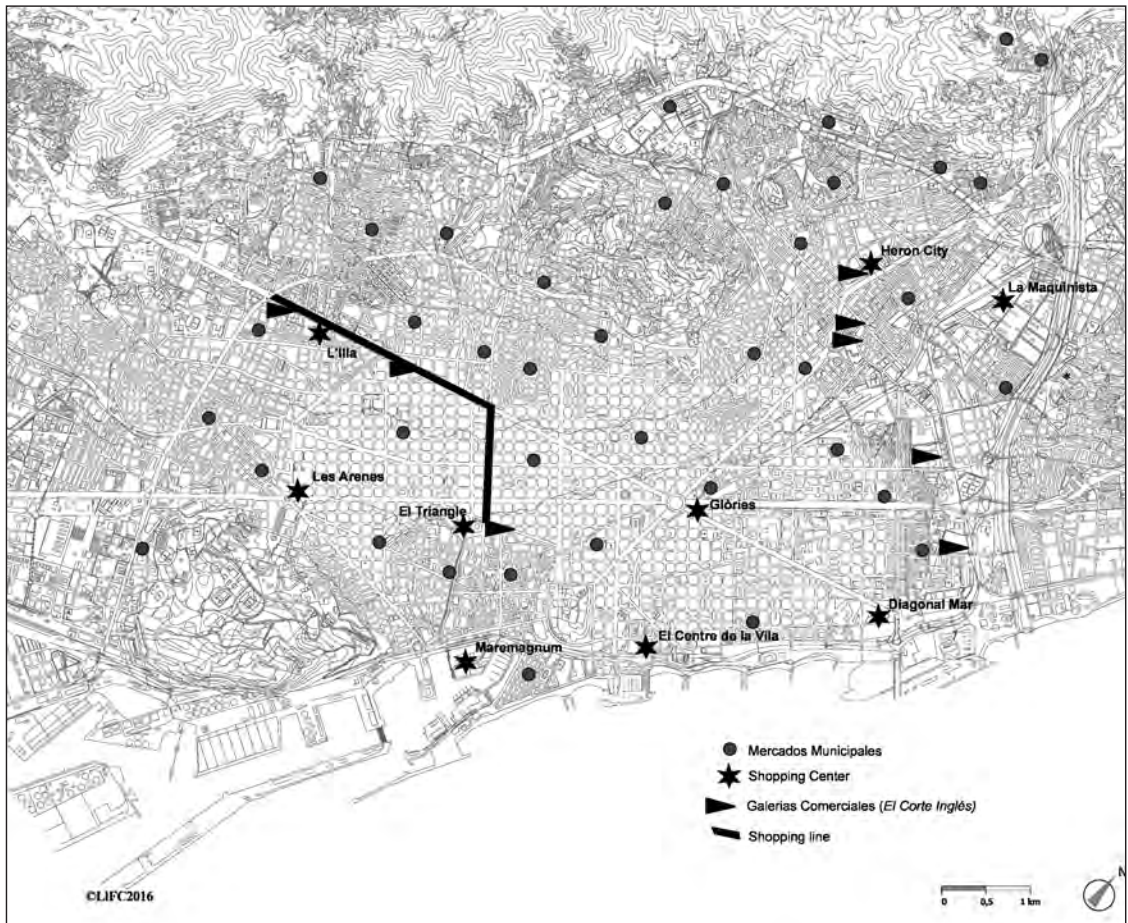 Heron City
La Maquinista
L'illa
Les Arenes
El Triangle
Glòries
Diagonal Mar
El Centre de la Vila
Maremagnum
Mercados Municipales
Shopping Center
Galerias Comerciales (El Corte Inglés)
Shopping line
©LIFC2016
0 0,5 1 km
N